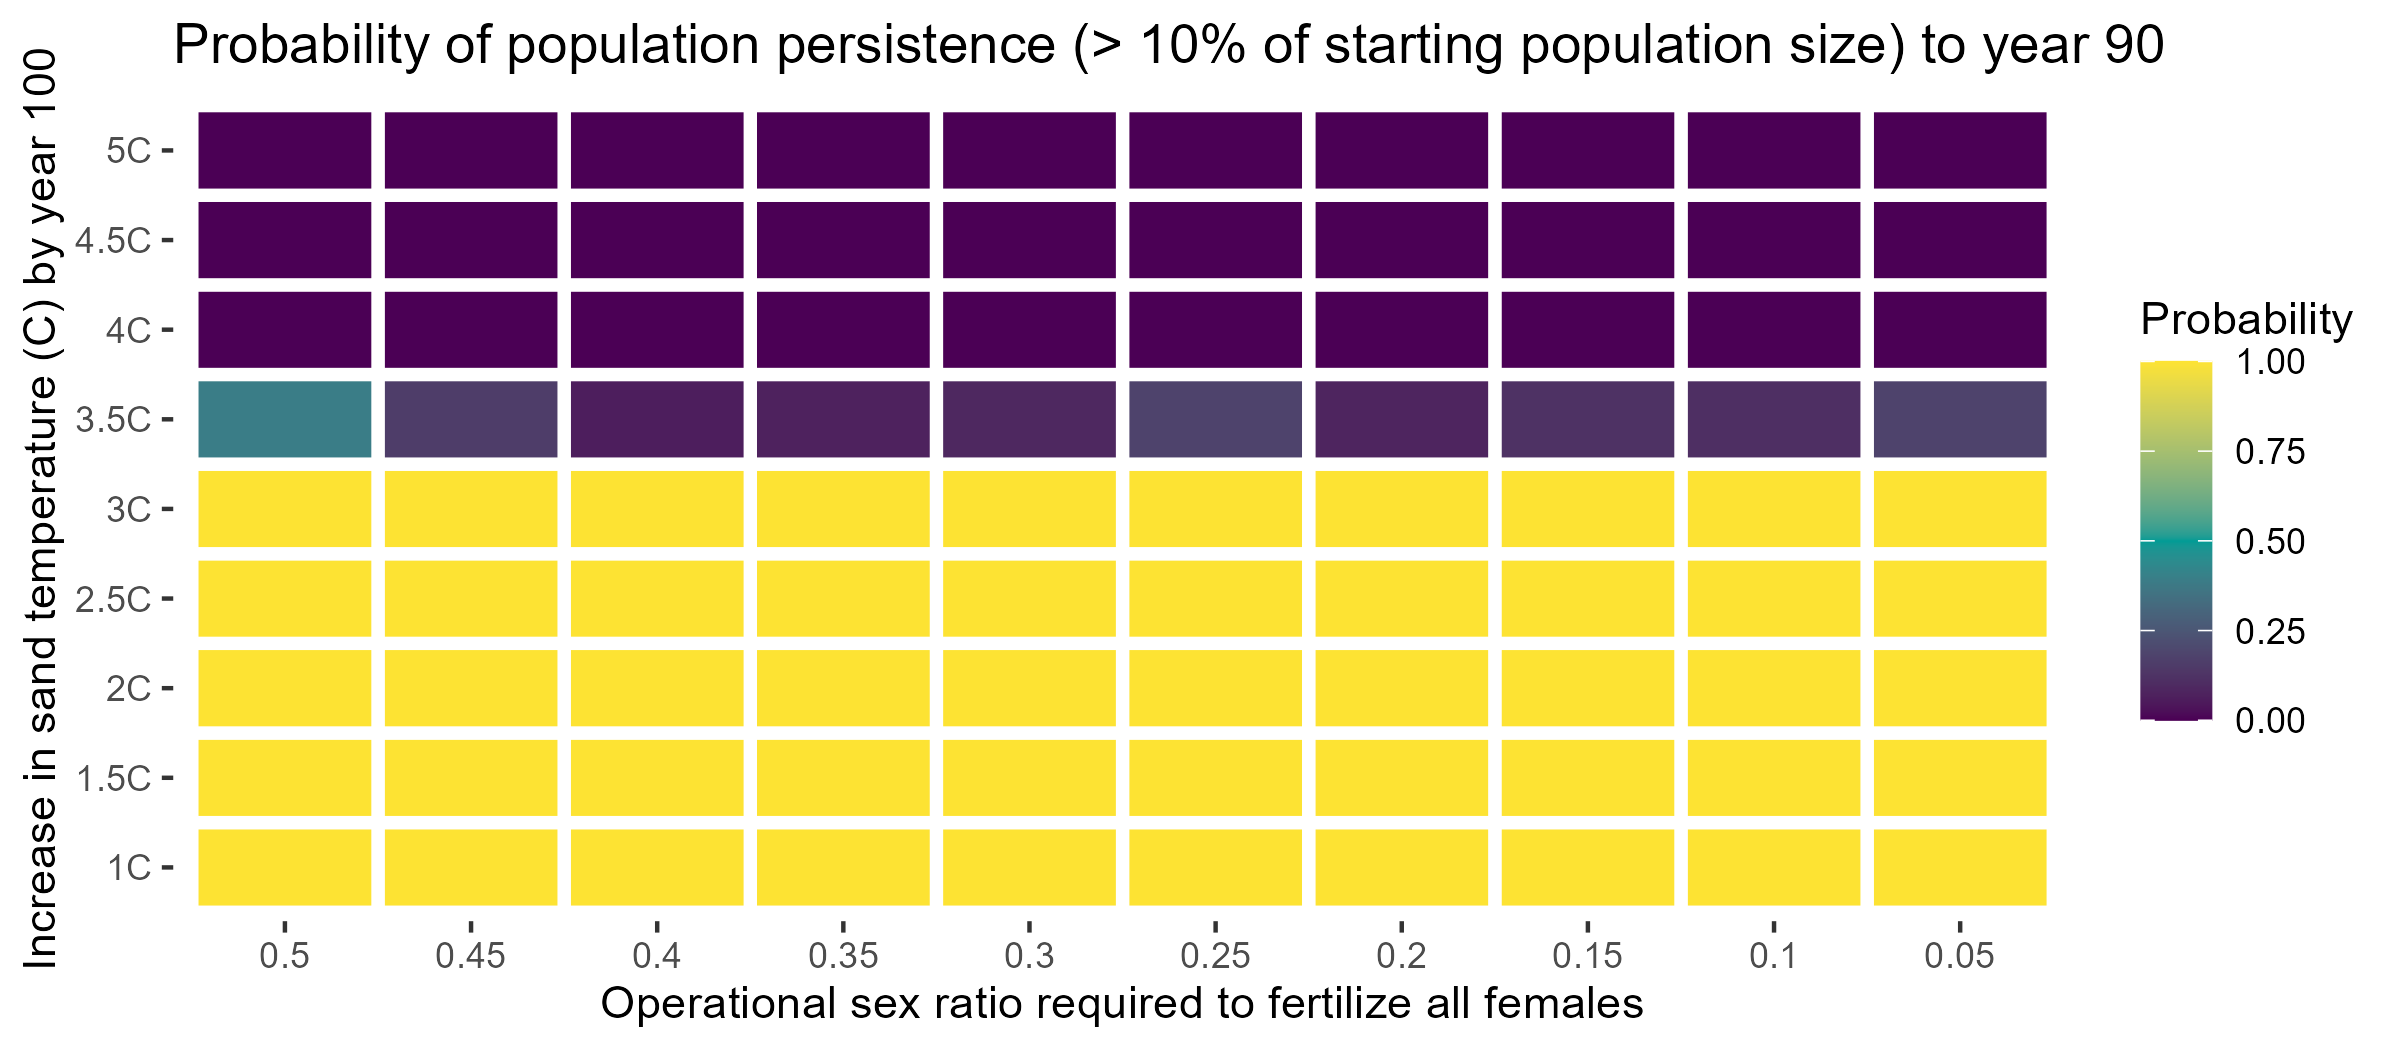 Probability of population persistence (> 10% of starting population size) to year 90
Increase in sand temperature (C) by year 100
5C
4.5C
4C
3.5C
3C
2.5C
2C
1.5C
1C
0.5 0.45 0.4 0.35 0.3 0.25 0.2 0.15 0.1 0.05
Operational sex ratio required to fertilize all females
Probability
1.00
0.75
0.50
0.25
0.00